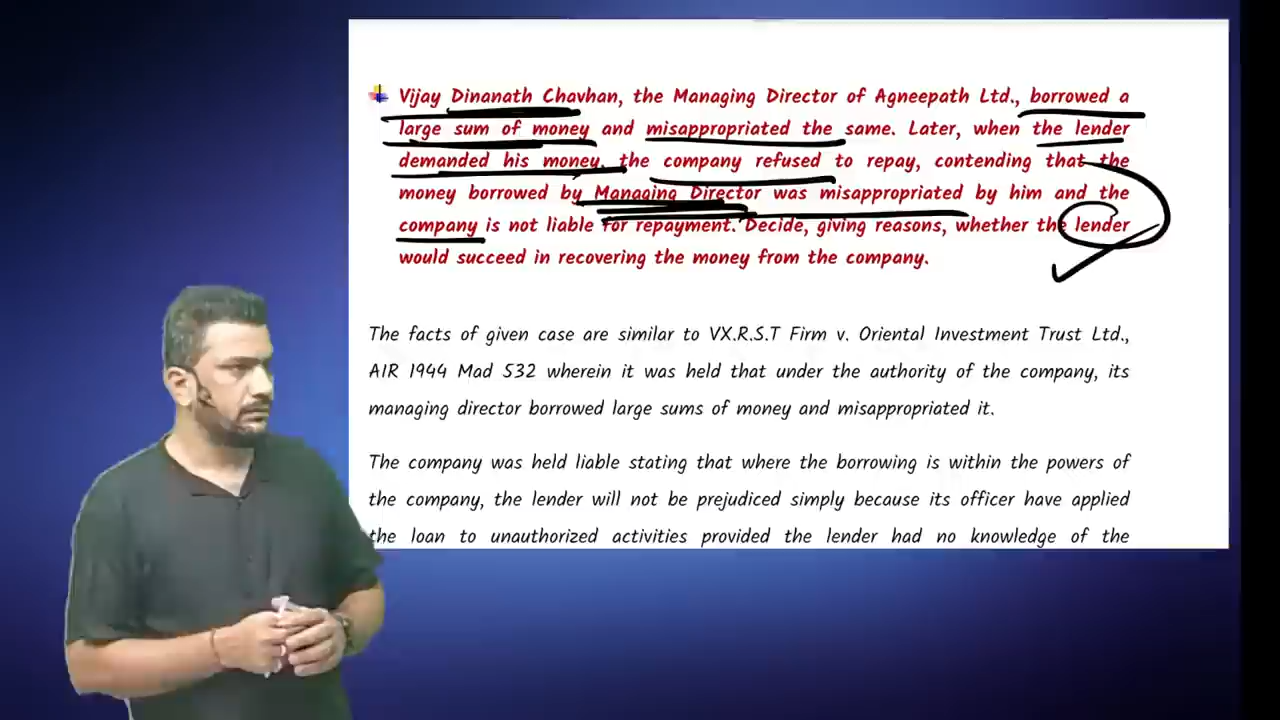 Vijay Dinanath Chavhan, the Managing Director of Agneepath Ltd., borrowed a
large sum of money and misappropriated the same. Later, when the lender
demanded his money, the company refused to repay, contending that the
money borrowed by Managing Director was misappropriated by him and the
company is not liable for repayment. Decide, giving reasons, whether the lender
would succeed in recovering the money from the company.
The facts of given case are similar to VX.R.S.T Firm v. Oriental Investment Trust Ltd.,
AIR 1944 Mad 532 wherein it was held that under the authority of the company, its
managing director borrowed large sums of money and misappropriated it.
The company was held liable stating that where the borrowing is within the powers of
the company, the lender will not be prejudiced simply because its officer have applied
the loan to unauthorized activities provided the lender had no knowledge of the